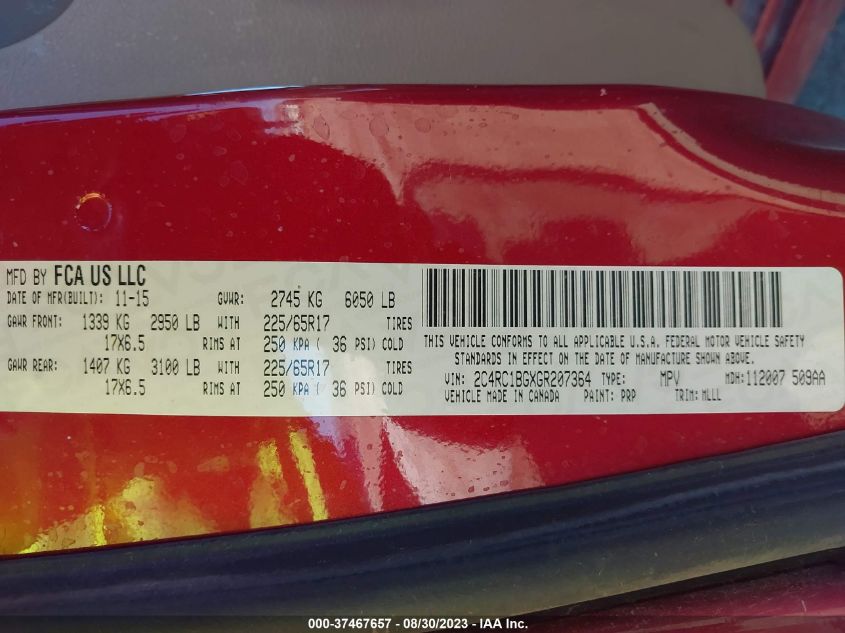 MFD BY FCA US LLC
DATE OF MFR(BUILT): 11-15 GVWR: 2745 KG 6050 LB
GAWR FRONT: 1339 KG 2950 LB WITH 225/65R17 TIRES
17X6.5 RIMS AT 250 KPA ( 36 PSI) COLD
GAWR REAR: 1407 KG 3100 LB WITH 225/65R17 TIRES
17X6.5 RIMS AT 250 KPA ( 36 PSI) COLD
THIS VEHICLE CONFORMS TO ALL APPLICABLE U.S.A. FEDERAL MOTOR VEHICLE SAFETY
STANDARDS IN EFFECT ON THE DATE OF MANUFACTURE SHOWN ABOVE.
VIN: 2C4RC1BGXGR207364 TYPE: MPV MDH:112007 509AA
VEHICLE MADE IN CANADA PAINT: PRP TRIM: MLLL
000-37467657 - 08/30/2023 - Copyright © 2023 IAA, Inc.